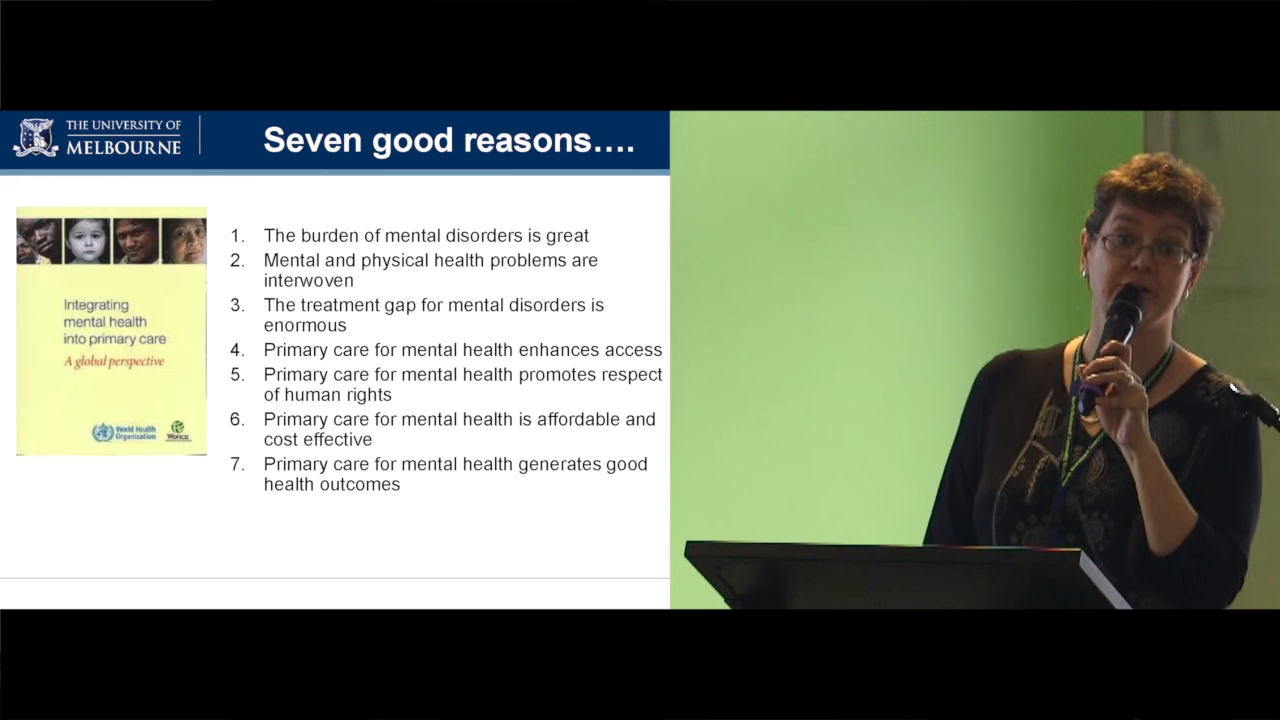 THE UNIVERSITY OF
MELBOURNE
Seven good reasons....
Integrating
mental health
into primary care
A global perspective
World Health
Organization
Wonca
1. The burden of mental disorders is great
2. Mental and physical health problems are
interwoven
3. The treatment gap for mental disorders is
enormous
4. Primary care for mental health enhances access
5. Primary care for mental health promotes respect
of human rights
6. Primary care for mental health is affordable and
cost effective
7. Primary care for mental health generates good
health outcomes